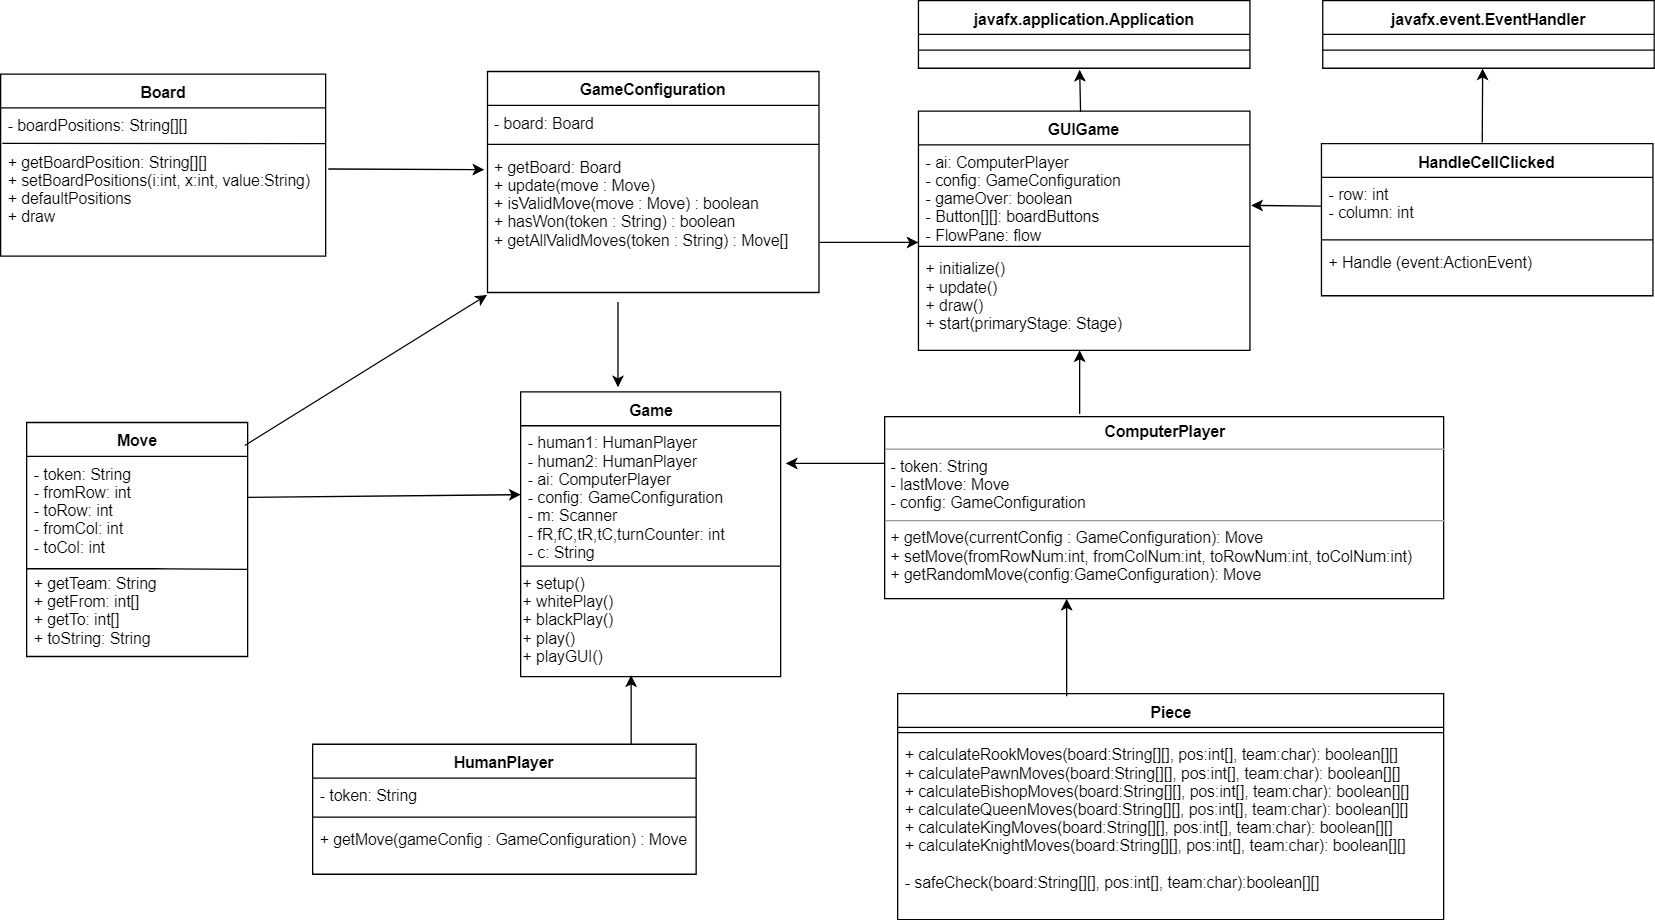 javafx.application.Application
javafx.event.EventHandler
Board
- boardPositions: String[][]
+ getBoardPosition: String[][]
+ setBoardPositions(i:int, x:int, value:String)
+ defaultPositions
+ draw
GameConfiguration
- board: Board
+ getBoard: Board
+ update(move : Move)
+ isValidMove(move : Move) : boolean
+ hasWon(token : String) : boolean
+ getAllValidMoves(token : String) : Move[]
GUIGame
- ai: ComputerPlayer
- config: GameConfiguration
- gameOver: boolean
- Button[][]: boardButtons
- FlowPane: flow
+ initialize()
+ update()
+ draw()
+ start(primaryStage: Stage)
HandleCellClicked
- row: int
- column: int
+ Handle (event:ActionEvent)
Move
- token: String
- fromRow: int
- toRow: int
- fromCol: int
- toCol: int
+ getTeam: String
+ getFrom: int[]
+ getTo: int[]
+ toString: String
Game
- human1: HumanPlayer
- human2: HumanPlayer
- ai: ComputerPlayer
- config: GameConfiguration
- m: Scanner
- fR,fC,tR,tC,turnCounter: int
- c: String
+ setup()
+ whitePlay()
+ blackPlay()
+ play()
+ playGUI()
ComputerPlayer
- token: String
- lastMove: Move
- config: GameConfiguration
+ getMove(currentConfig : GameConfiguration): Move
+ setMove(fromRowNum:int, fromColNum:int, toRowNum:int, toColNum:int)
+ getRandomMove(config:GameConfiguration): Move
HumanPlayer
- token: String
+ getMove(gameConfig : GameConfiguration) : Move
Piece
+ calculateRookMoves(board:String[][], pos:int[], team:char): boolean[][]
+ calculatePawnMoves(board:String[][], pos:int[], team:char): boolean[][]
+ calculateBishopMoves(board:String[][], pos:int[], team:char): boolean[][]
+ calculateQueenMoves(board:String[][], pos:int[], team:char): boolean[][]
+ calculateKingMoves(board:String[][], pos:int[], team:char): boolean[][]
+ calculateKnightMoves(board:String[][], pos:int[], team:char): boolean[][]
- safeCheck(board:String[][], pos:int[], team:char):boolean[][]